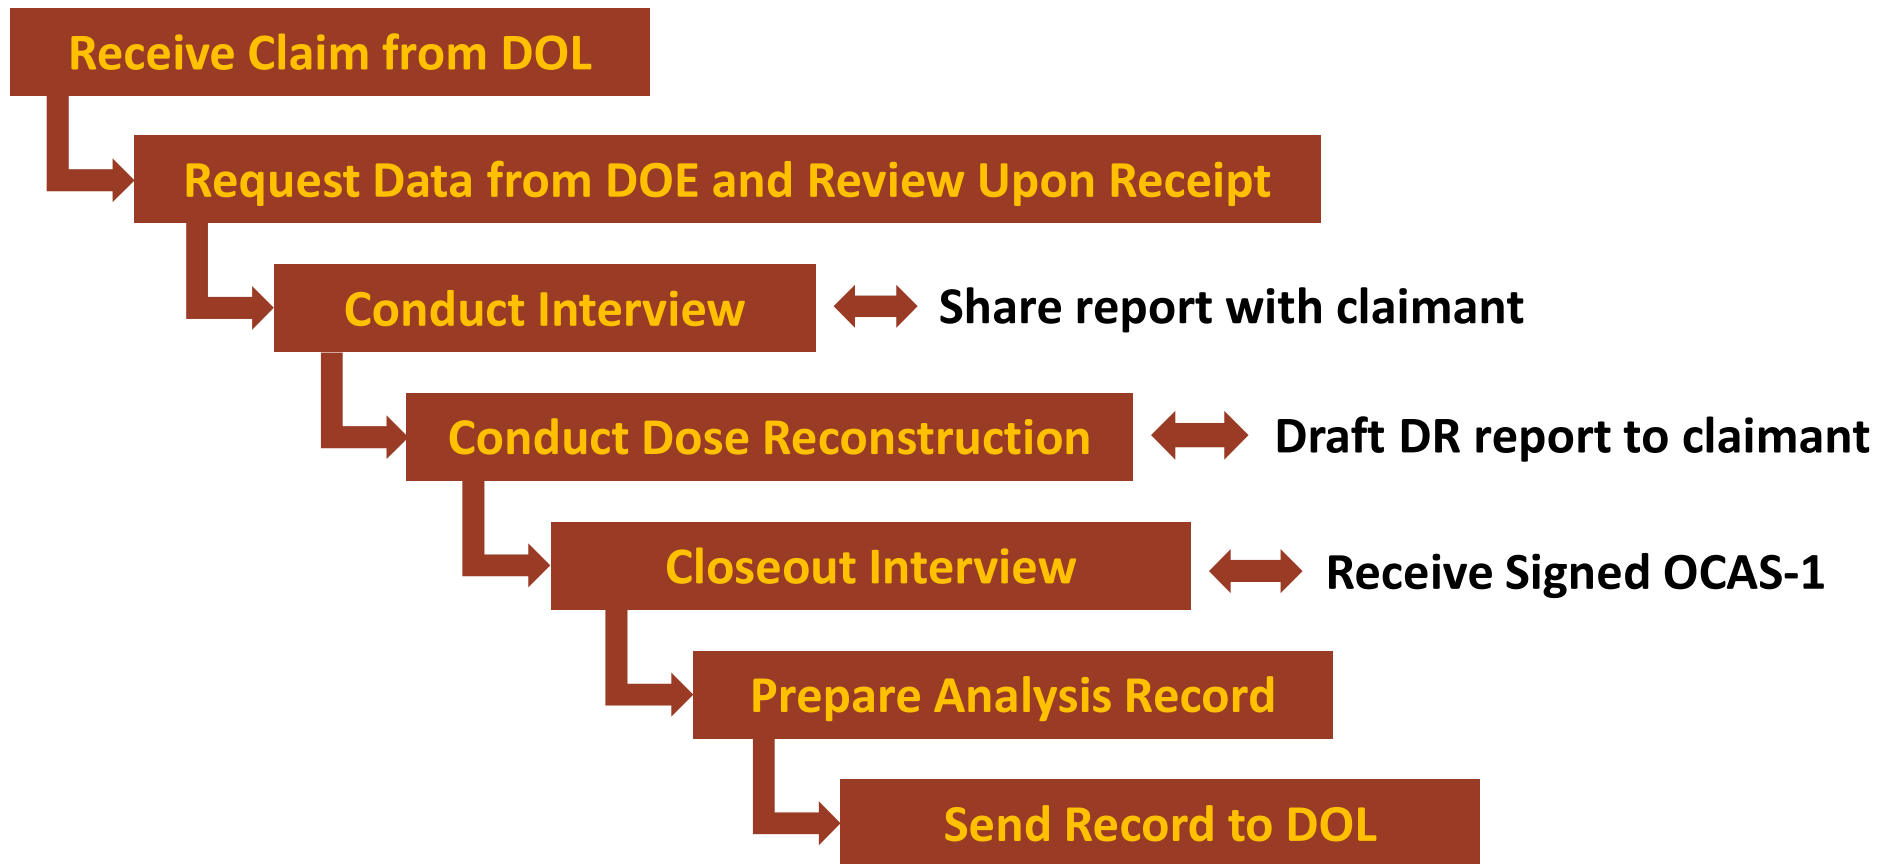 Receive Claim from DOL
Request Data from DOE and Review Upon Receipt
Conduct Interview
Share report with claimant
Conduct Dose Reconstruction
Draft DR report to claimant
Closeout Interview
Receive Signed OCAS-1
Prepare Analysis Record
Send Record to DOL